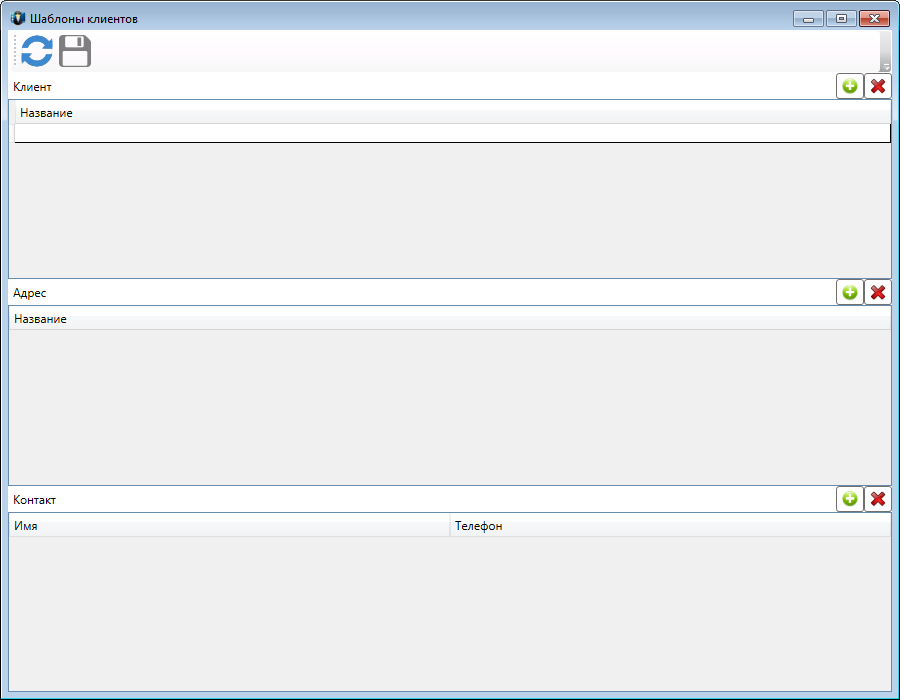 Шаблоны клиентов
Клиент
Название
Адрес
Название
Контакт
Имя Телефон